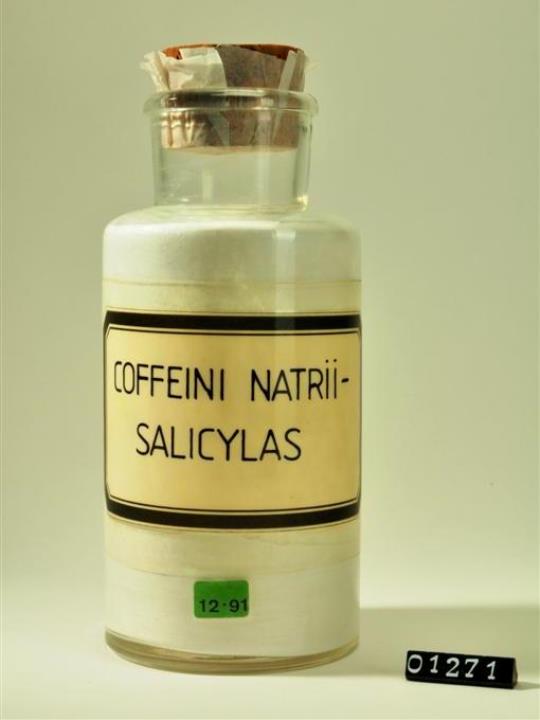 COFFEINI NATRII-
SALICYLAS
12·91
01271